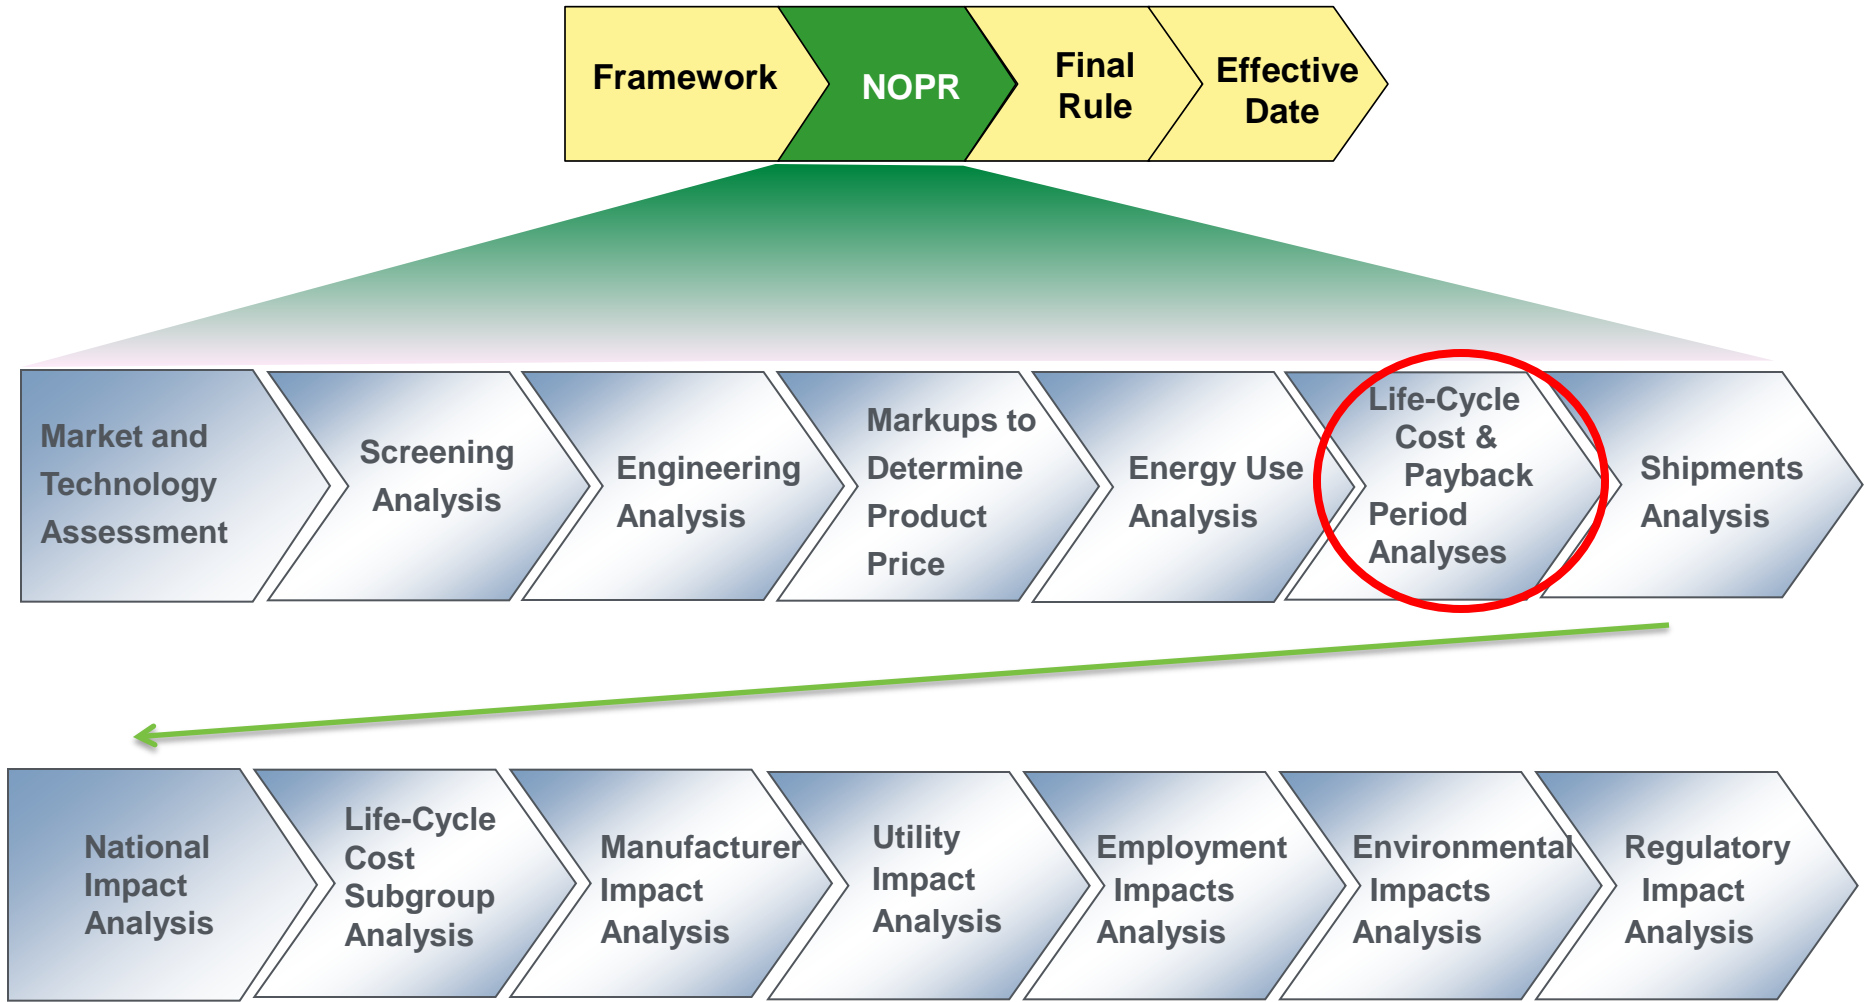 Framework
NOPR
Final
Rule
Effective
Date
Market and
Technology
Assessment
Screening
Analysis
Engineering
Analysis
Markups to
Determine
Product
Price
Energy Use
Analysis
Life-Cycle
Cost &
Payback
Period
Analyses
Shipments
Analysis
National
Impact
Analysis
Life-Cycle
Cost
Subgroup
Analysis
Manufacturer
Impact
Analysis
Utility
Impact
Analysis
Employment
Impacts
Analysis
Environmental
Impacts
Analysis
Regulatory
Impact
Analysis